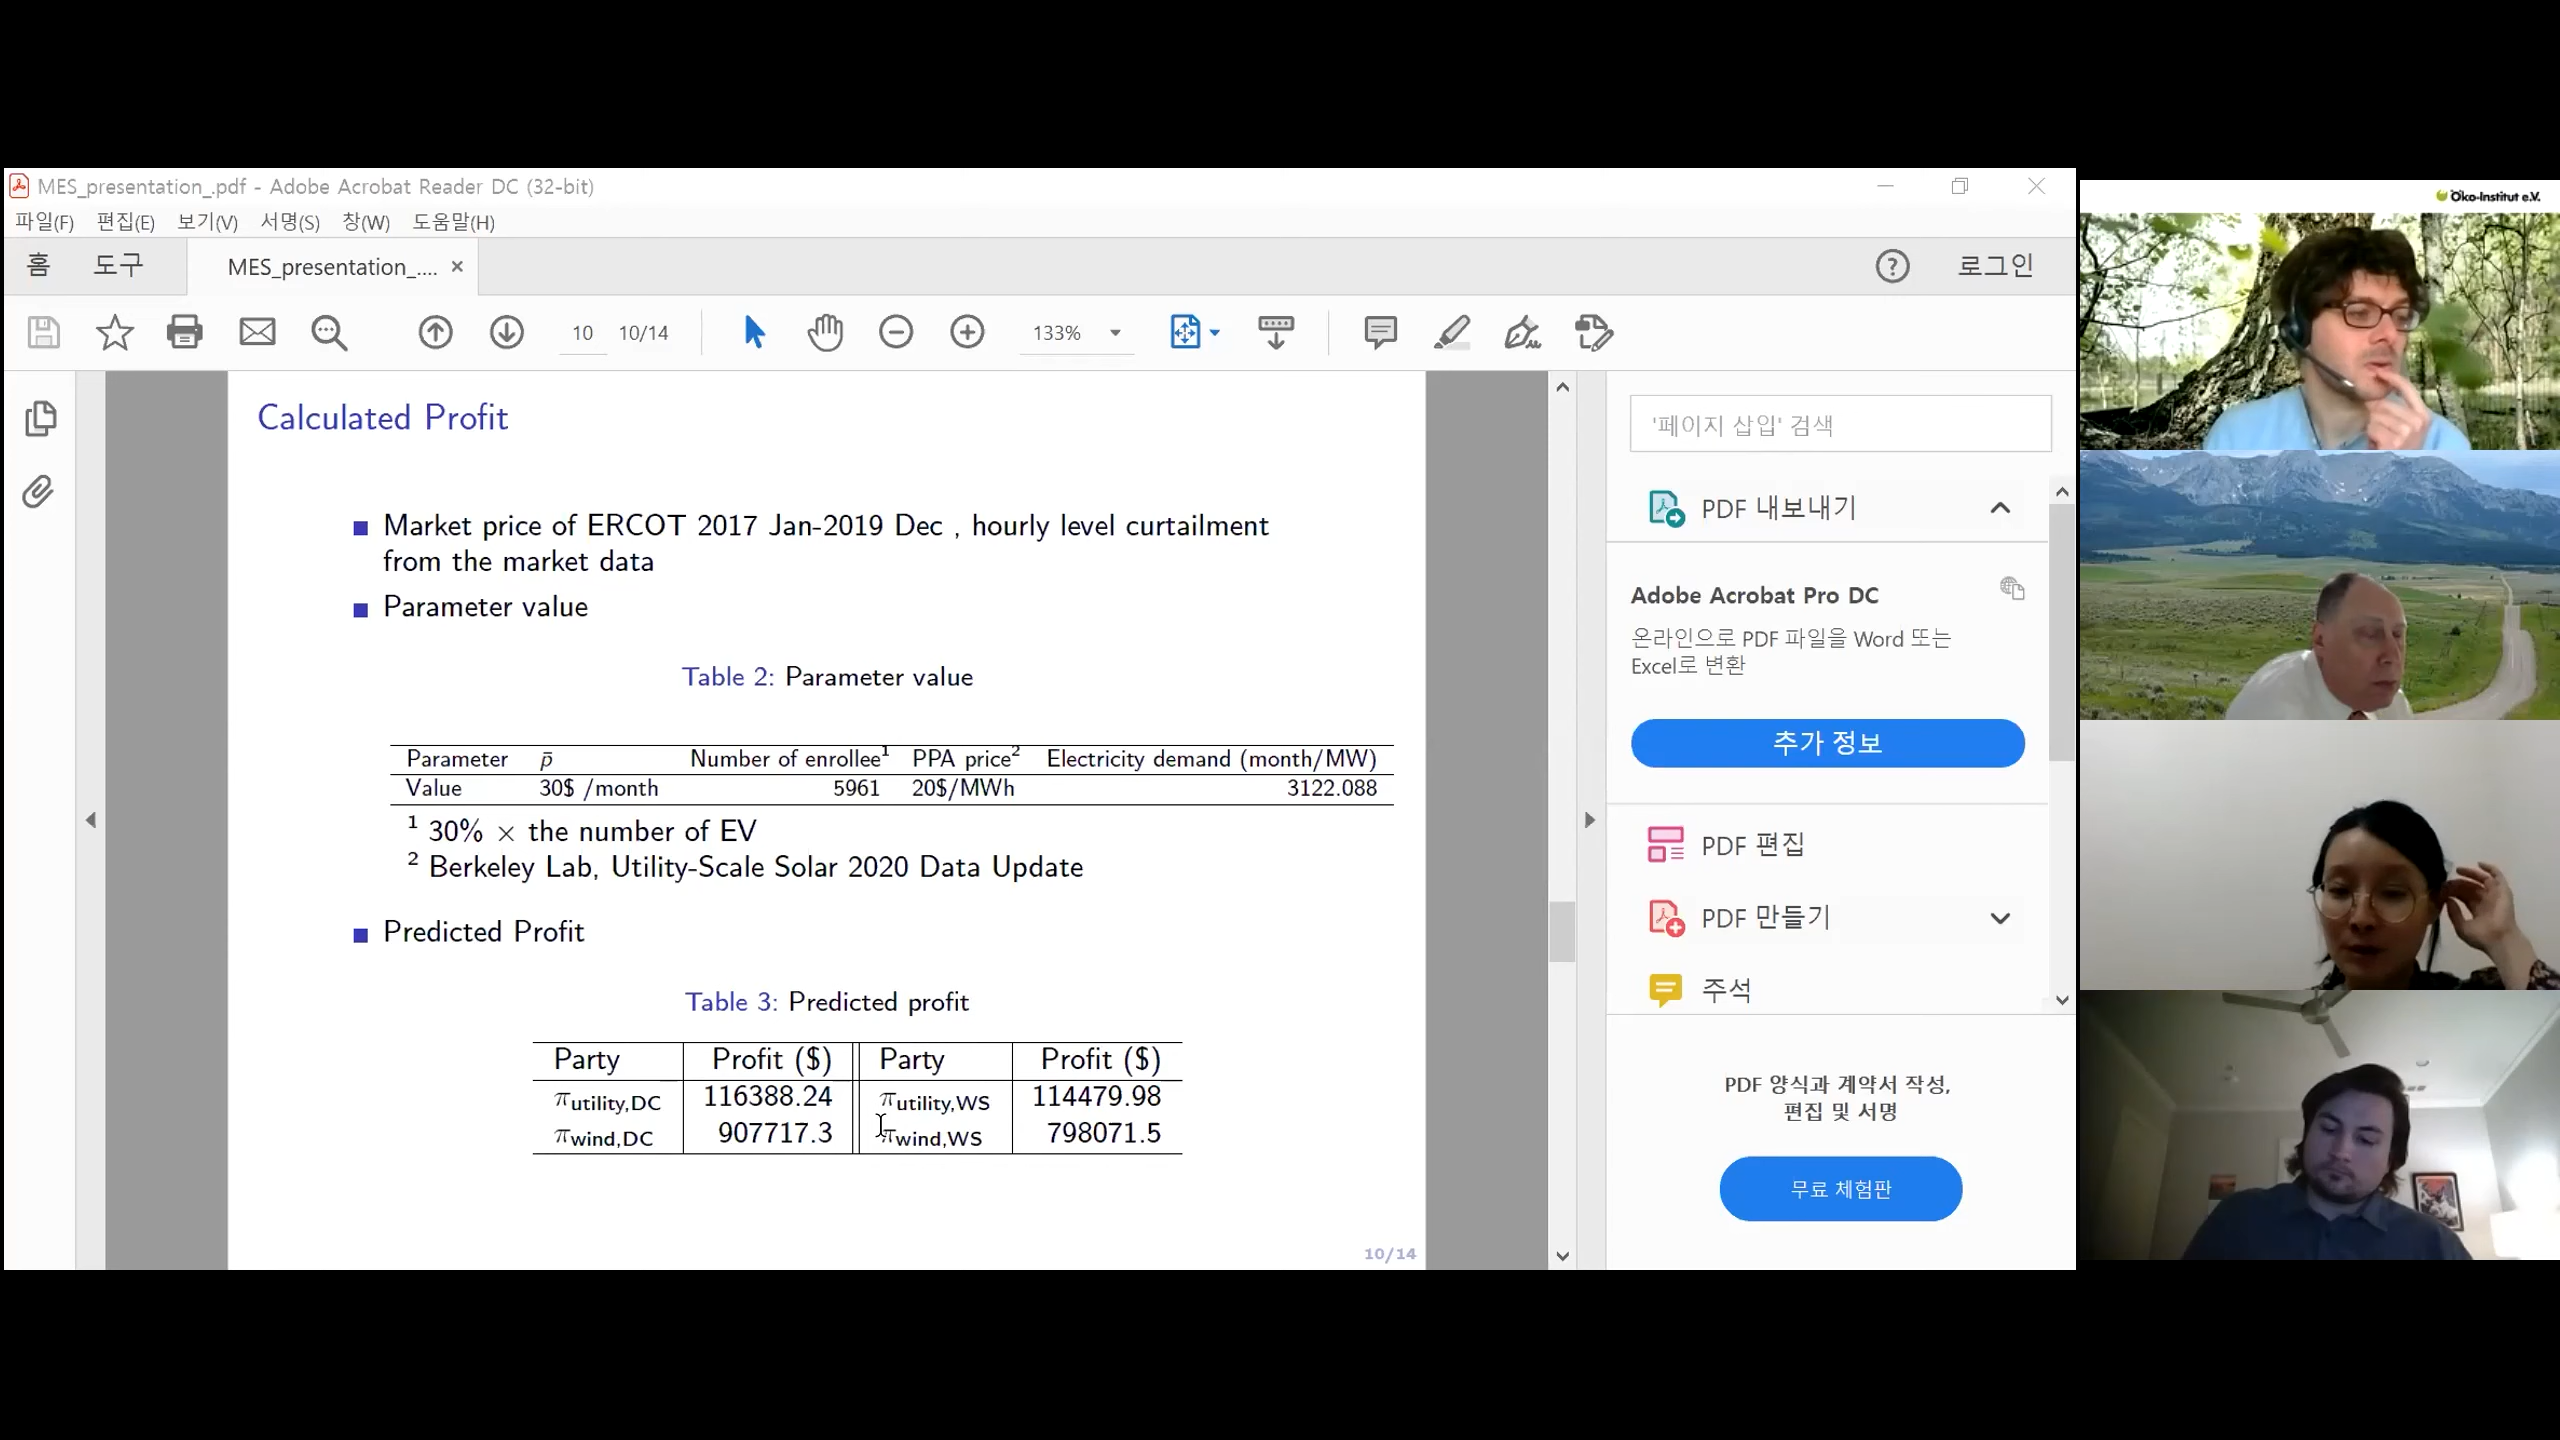 MES_presentation_.pdf - Adobe Acrobat Reader DC (32-bit)
파일(F) 편집(E) 보기(V) 서명(S) 창(W) 도움말(H)
홈 도구 MES_presentation_.... × ? 로그인
10 10/14 133%
Calculated Profit
Market price of ERCOT 2017 Jan-2019 Dec , hourly level curtailment
from the market data
Parameter value
Table 2: Parameter value
Parameter p̄ Number of enrollee¹ PPA price² Electricity demand (month/MW)
Value 30$ /month 5961 20$/MWh 3122.088
¹ 30% × the number of EV
² Berkeley Lab, Utility-Scale Solar 2020 Data Update
Predicted Profit
Table 3: Predicted profit
Party Profit ($) Party Profit ($)
πutility,DC 116388.24 πutility,WS 114479.98
πwind,DC 907717.3 πwind,WS 798071.5
10/14
'페이지 삽입' 검색
PDF 내보내기
Adobe Acrobat Pro DC
온라인으로 PDF 파일을 Word 또는
Excel로 변환
추가 정보
PDF 편집
PDF 만들기
주석
PDF 양식과 계약서 작성,
편집 및 서명
무료 체험판
Öko-Institut e.V.